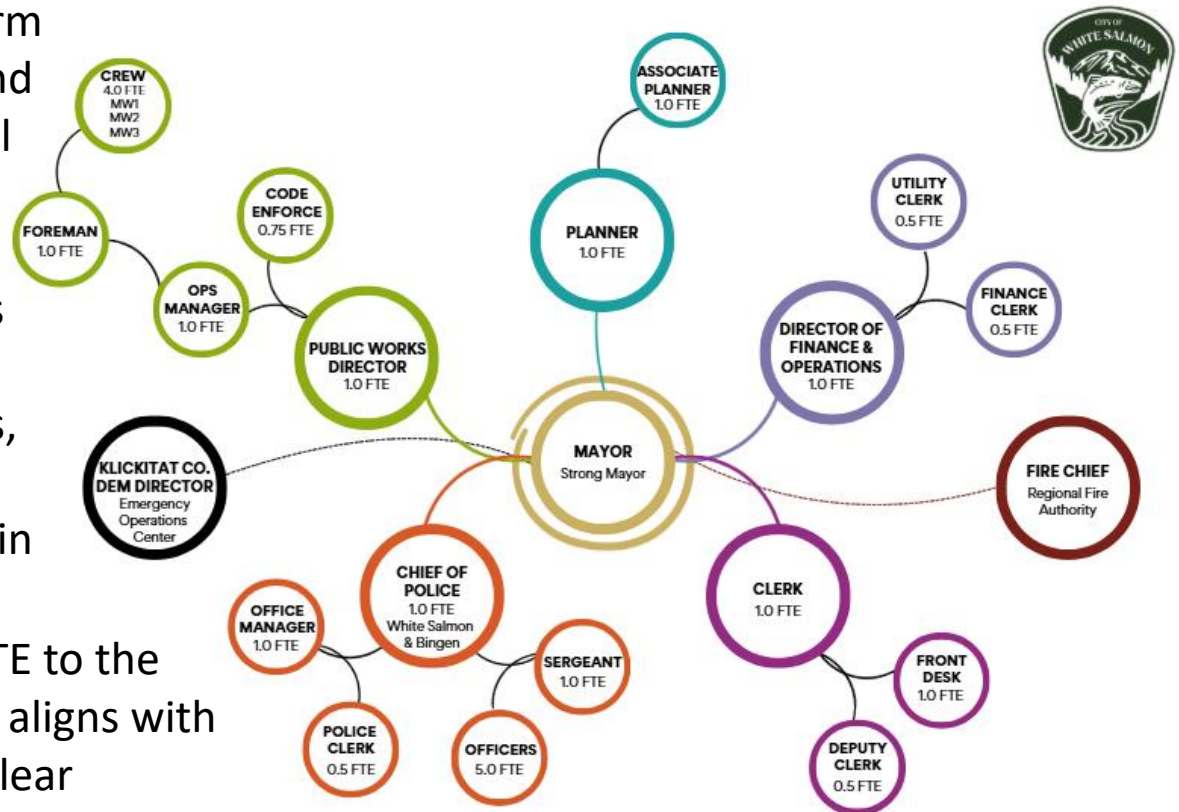 rm
nd
l
s
s,
in
TE to the
aligns with
lear
CITY OF
WHITE SALMON
CREW
4.0 FTE
MW1
MW2
MW3
FOREMAN
1.0 FTE
CODE
ENFORCE
0.75 FTE
OPS
MANAGER
1.0 FTE
PUBLIC WORKS
DIRECTOR
1.0 FTE
ASSOCIATE
PLANNER
1.0 FTE
PLANNER
1.0 FTE
UTILITY
CLERK
0.5 FTE
FINANCE
CLERK
0.5 FTE
DIRECTOR OF
FINANCE &
OPERATIONS
1.0 FTE
KLICKITAT CO.
DEM DIRECTOR
Emergency
Operations
Center
MAYOR
Strong Mayor
FIRE CHIEF
Regional Fire
Authority
CHIEF OF
POLICE
1.0 FTE
White Salmon
& Bingen
OFFICE
MANAGER
1.0 FTE
POLICE
CLERK
0.5 FTE
SERGEANT
1.0 FTE
OFFICERS
5.0 FTE
CLERK
1.0 FTE
FRONT
DESK
1.0 FTE
DEPUTY
CLERK
0.5 FTE